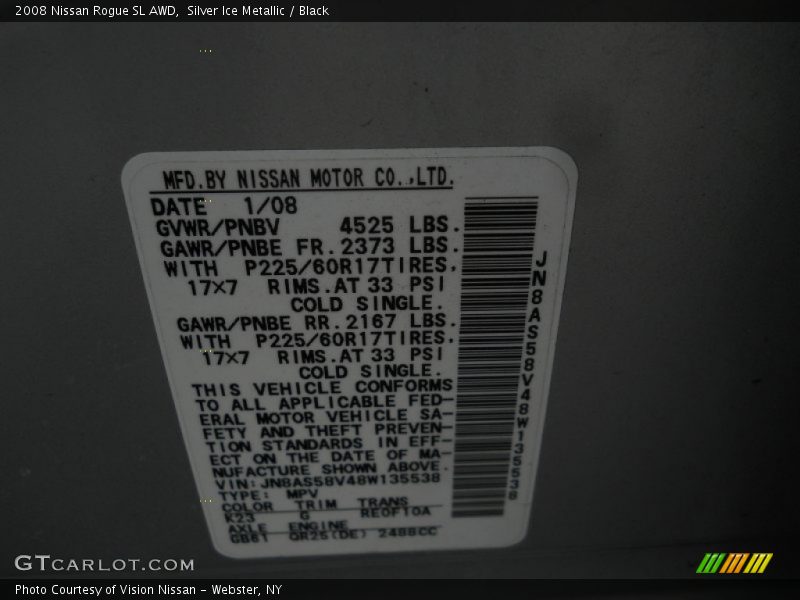 2008 Nissan Rogue SL AWD, Silver Ice Metallic / Black
MFD.BY NISSAN MOTOR CO.,LTD.
DATE 1/08
GVWR/PNBV 4525 LBS.
GAWR/PNBE FR.2373 LBS.
WITH P225/60R17TIRES,
17×7 RIMS.AT 33 PSI
COLD SINGLE.
GAWR/PNBE RR.2167 LBS.
WITH P225/60R17TIRES,
17×7 RIMS.AT 33 PSI
COLD SINGLE.
THIS VEHICLE CONFORMS
TO ALL APPLICABLE FED-
ERAL MOTOR VEHICLE SA-
FETY AND THEFT PREVEN-
TION STANDARDS IN EFF-
ECT ON THE DATE OF MA-
NUFACTURE SHOWN ABOVE.
VIN:JN8AS58V48W135538
TYPE: MPV
COLOR TRIM TRANS
K23 G RE0F10A
AXLE ENGINE
GB61 QR25(DE) 2488CC
JN8AS58V48W135538
GTCARLOT.COM
Photo Courtesy of Vision Nissan - Webster, NY